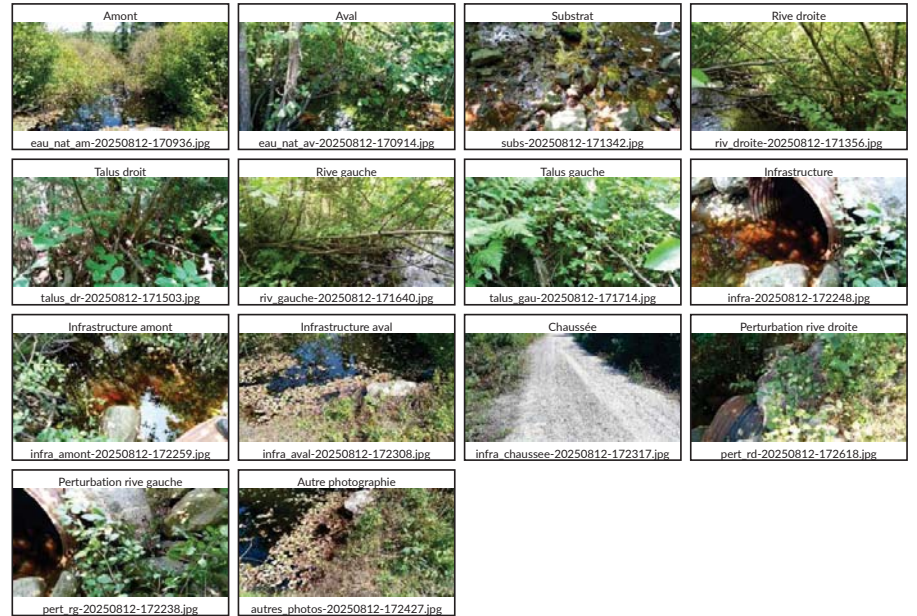 Amont
Aval
Substrat
Rive droite
eau_nat_am-20250812-170936.jpg
eau_nat_av-20250812-170914.jpg
subs-20250812-171342.jpg
riv_droite-20250812-171356.jpg
Talus droit
Rive gauche
Talus gauche
Infrastructure
talus_dr-20250812-171503.jpg
riv_gauche-20250812-171640.jpg
talus_gau-20250812-171714.jpg
infra-20250812-172248.jpg
Infrastructure amont
Infrastructure aval
Chaussée
Perturbation rive droite
infra_amont-20250812-172259.jpg
infra_aval-20250812-172308.jpg
infra_chaussee-20250812-172317.jpg
pert_rd-20250812-172618.jpg
Perturbation rive gauche
Autre photographie
pert_rg-20250812-172238.jpg
autres_photos-20250812-172427.jpg